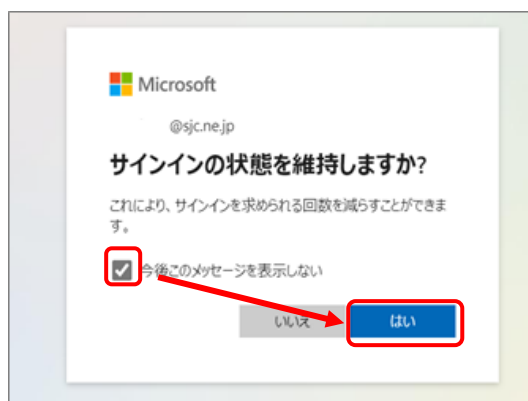 Microsoft
@sjc.ne.jp
サインインの状態を維持しますか?
これにより、サインインを求められる回数を減らすことができま
す。
今後このメッセージを表示しない
いいえ
はい